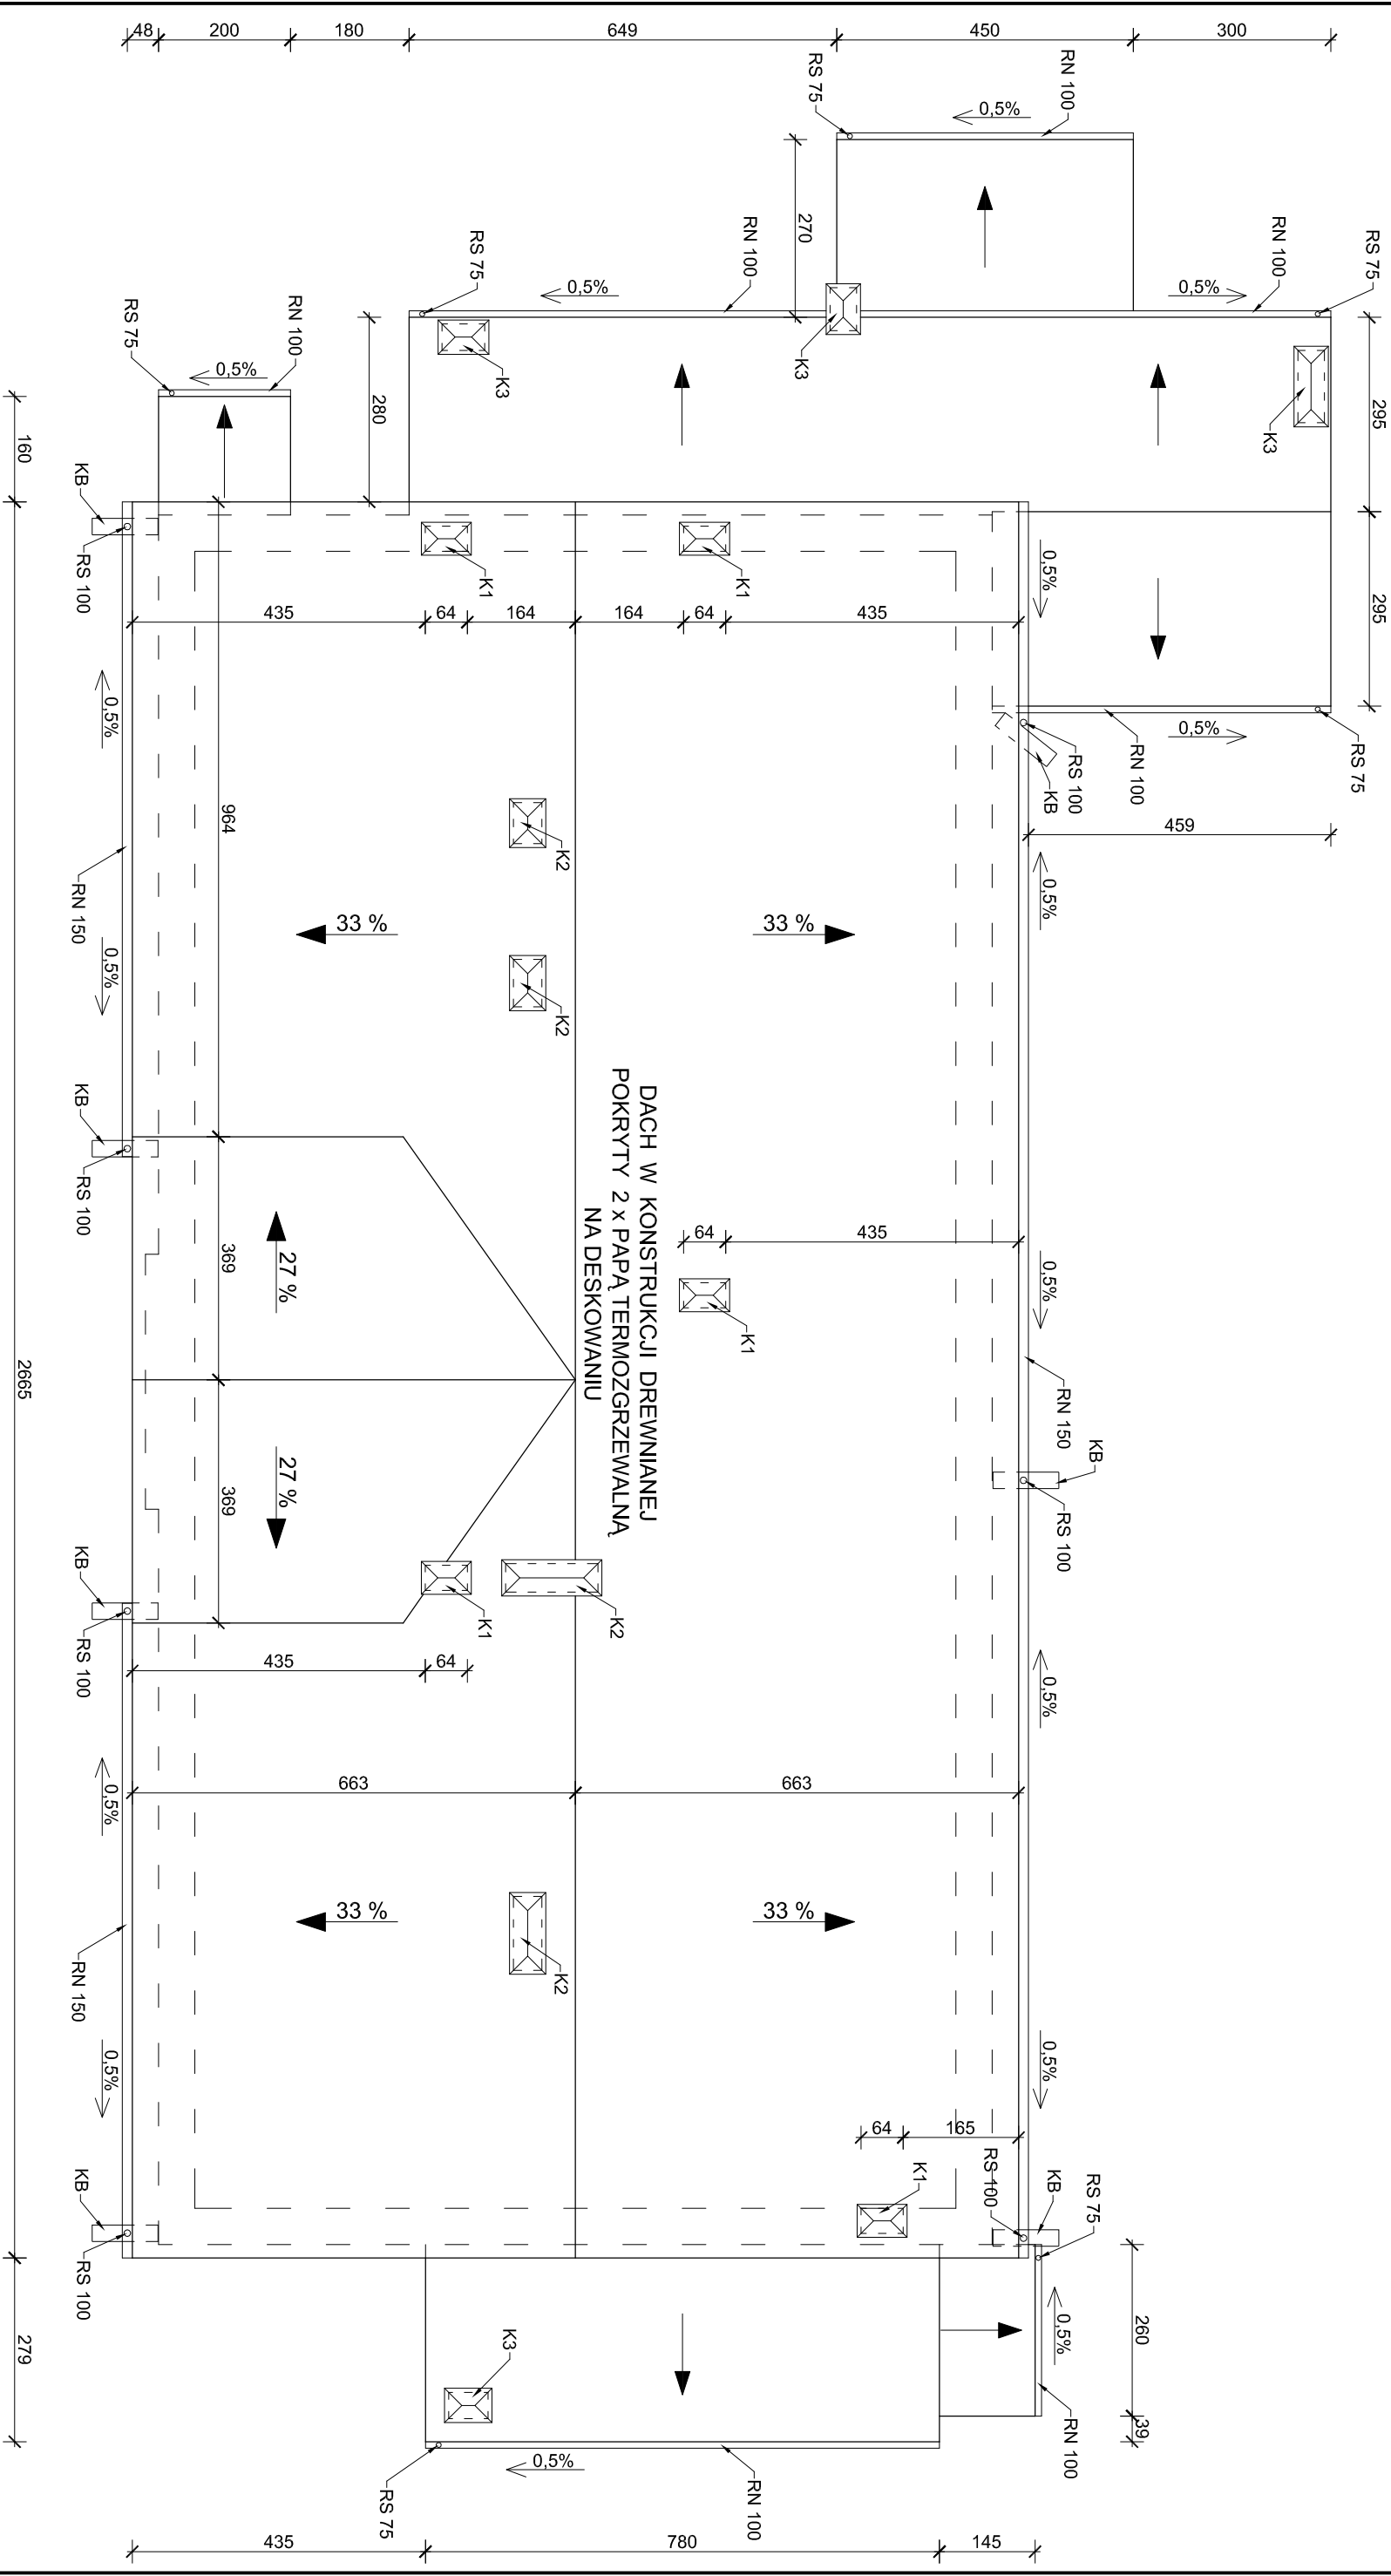 48
200
180
649
450
300
RS 75
RN 100
0,5%
270
RS 75
RN 100
0,5%
K3
K3
0,5%
RN 100
RS 75
K3
295
295
RS 75
RN 100
0,5%
280
160
KB
RS 100
K1
K1
0,5%
435
64
164
164
64
435
RS 100
KB
RN 100
0,5%
RS 75
459
0,5%
964
RN 150
0,5%
K2
K2
33 %
33 %
0,5%
DACH W KONSTRUKCJI DREWNIANEJ
POKRYTY 2 x PAPĄ TERMOZGRZEWALNĄ
NA DESKOWANIU
KB
RS 100
369
27 %
64
435
K1
0,5%
RN 150
KB
RS 100
2665
369
27 %
KB
RS 100
K1
K2
435
64
0,5%
663
663
0,5%
33 %
33 %
K2
RN 150
0,5%
0,5%
64
165
K1
RS 100
KB
RS 75
KB
RS 100
279
K3
0,5%
260
39
RN 100
RS 75
0,5%
RN 100
435
780
145